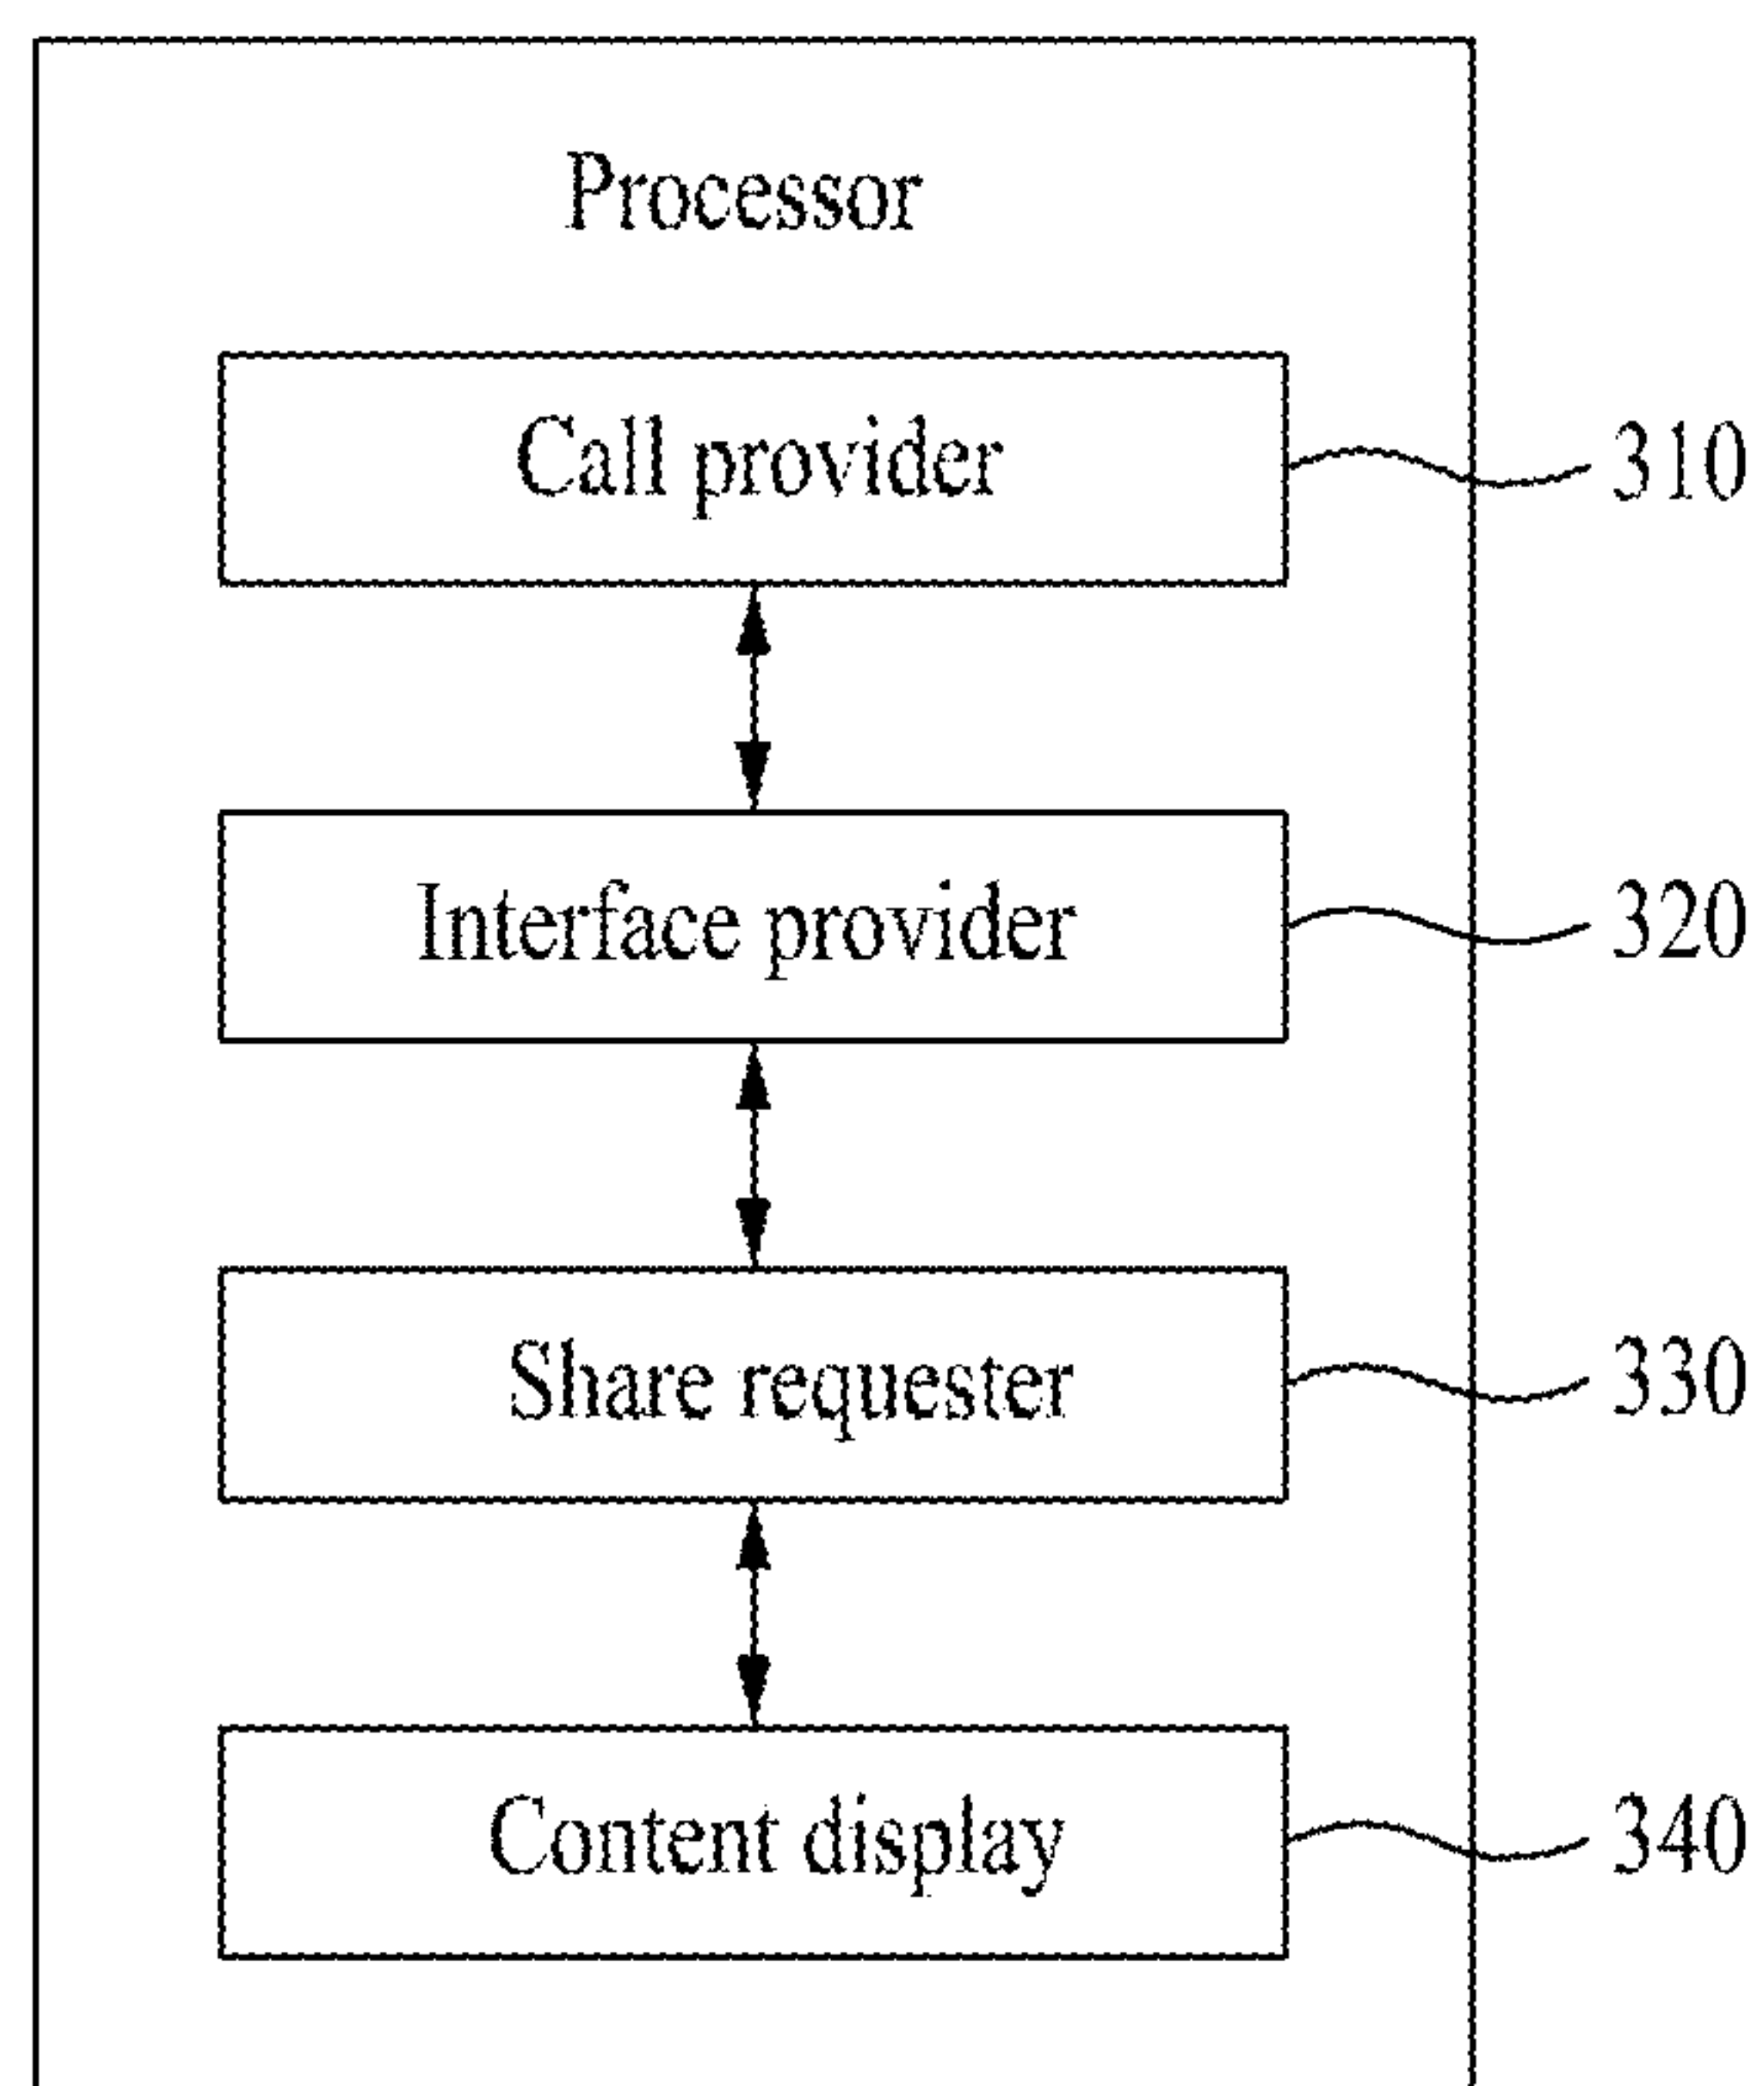 Processor
Call provider 310
Interface provider 320
Share requester 330
Content display 340